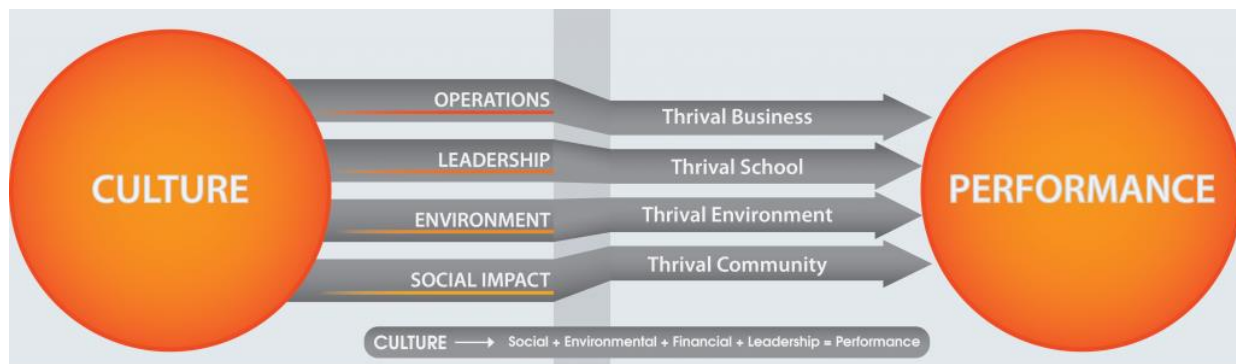 CULTURE
OPERATIONS
LEADERSHIP
ENVIRONMENT
SOCIAL IMPACT
Thrival Business
Thrival School
Thrival Environment
Thrival Community
PERFORMANCE
CULTURE → Social + Environmental + Financial + Leadership = Performance